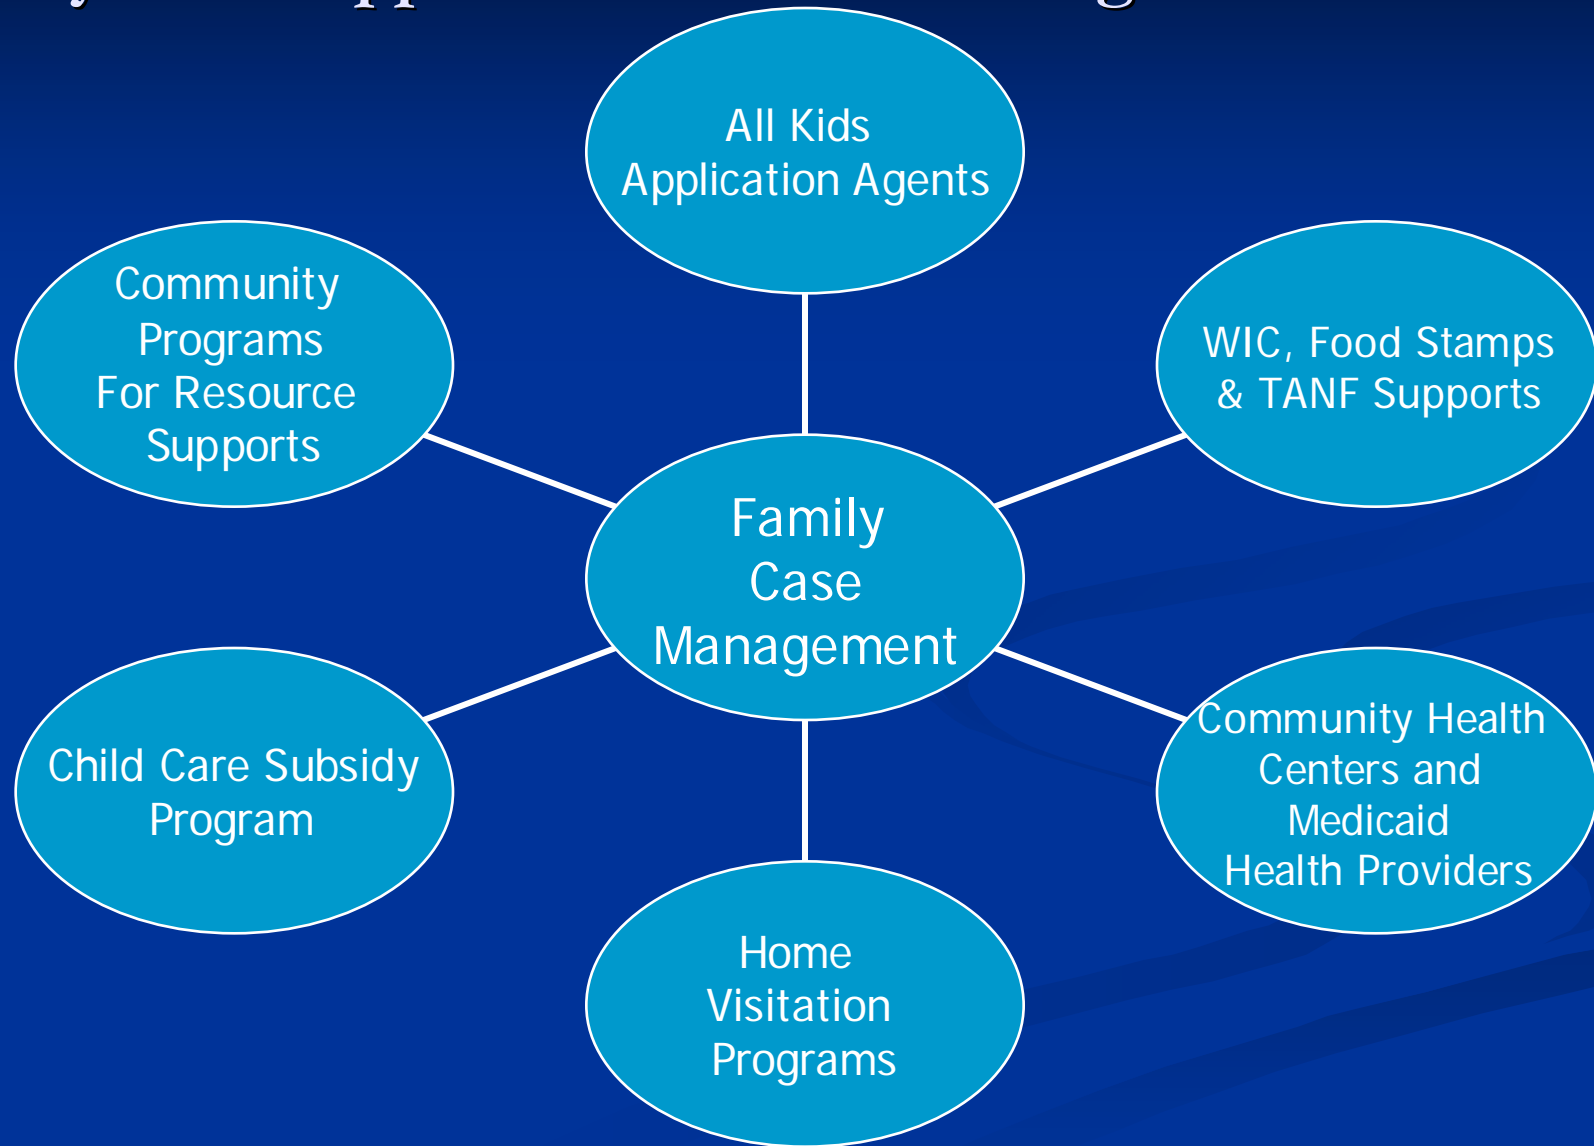 All Kids
Application Agents
Community
Programs
For Resource
Supports
WIC, Food Stamps
& TANF Supports
Family
Case
Management
Child Care Subsidy
Program
Community Health
Centers and
Medicaid
Health Providers
Home
Visitation
Programs